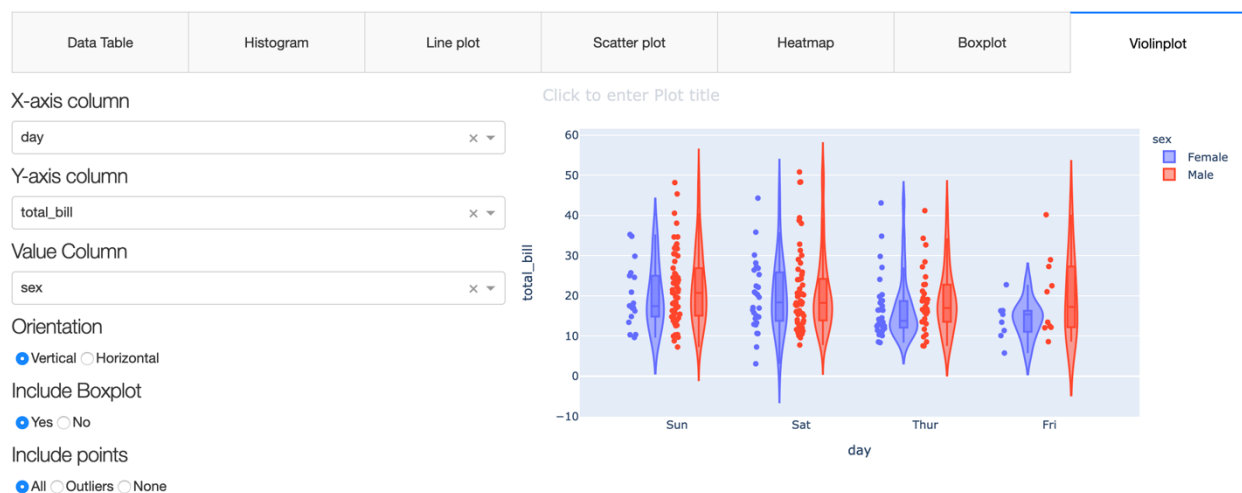 Data Table Histogram Line plot Scatter plot Heatmap Boxplot Violinplot
X-axis column
day
Y-axis column
total_bill
Value Column
sex
Orientation
Vertical Horizontal
Include Boxplot
Yes No
Include points
All Outliers None
Click to enter Plot title
60
50
40
30
20
10
0
−10
total_bill
Sun Sat Thur Fri
day
sex
Female
Male